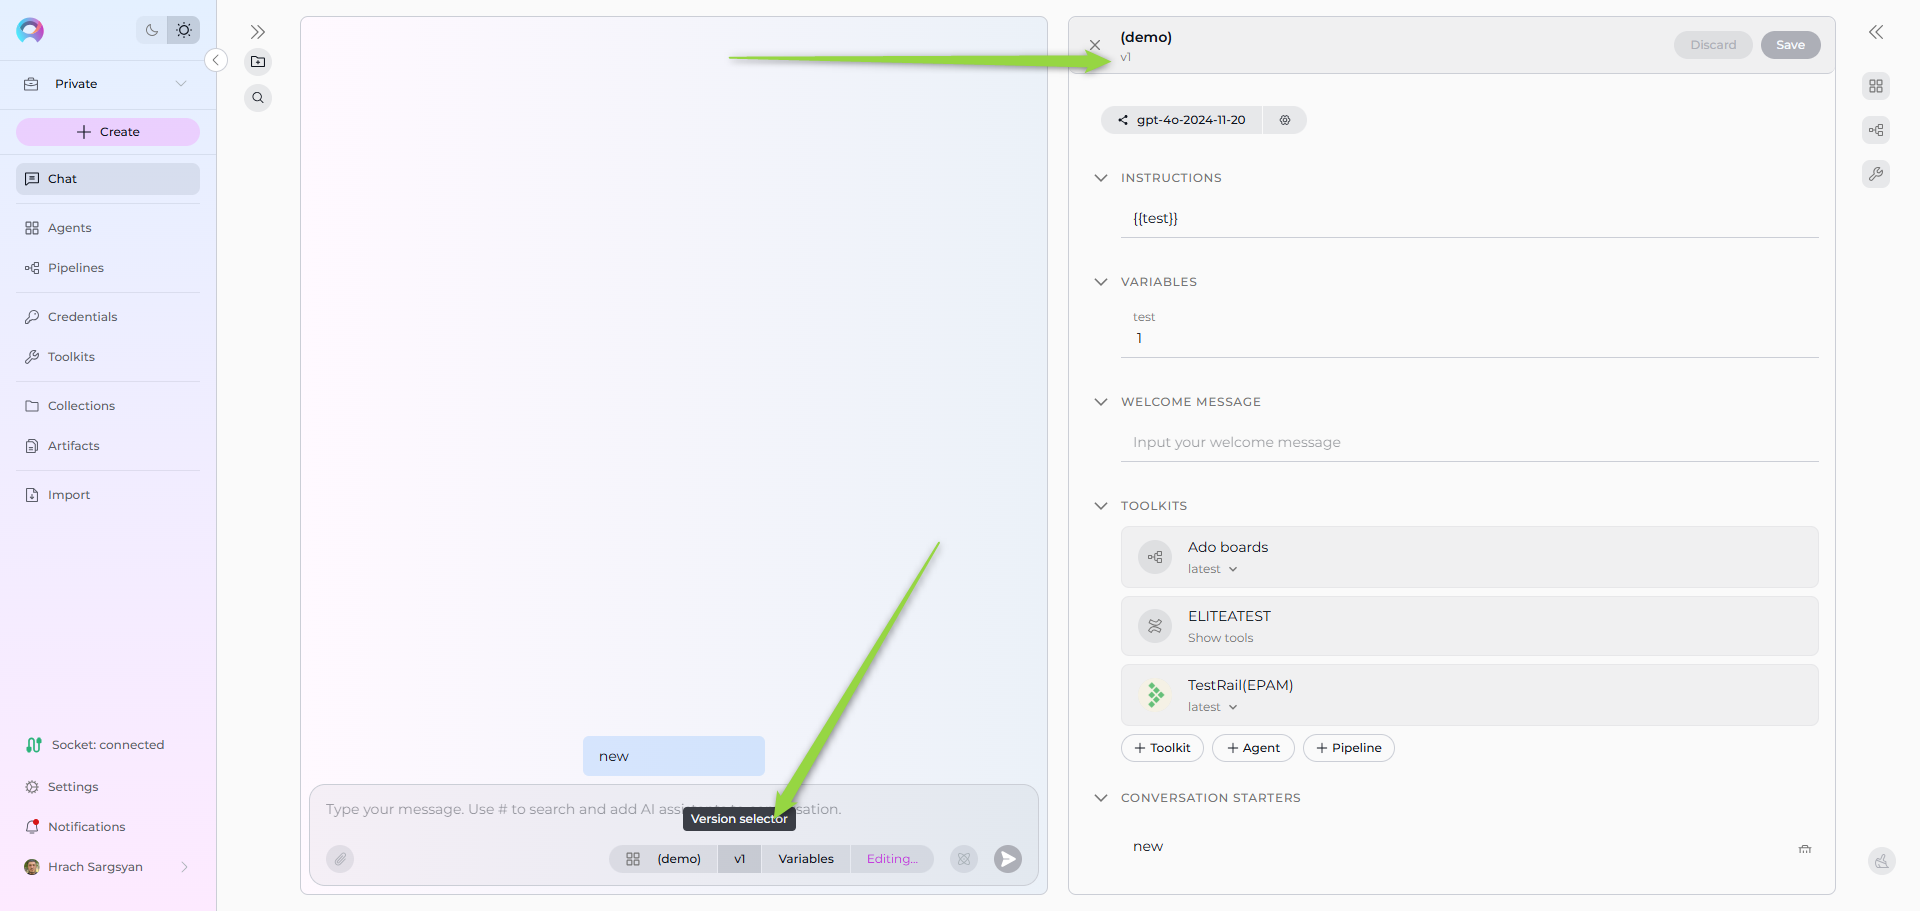 Private
Create
Chat
Agents
Pipelines
Credentials
Toolkits
Collections
Artifacts
Import
Socket: connected
Settings
Notifications
Hrach Sargsyan
new
Type your message. Use # to search and add AI sation.
Version selector
(demo)
v1
Variables
Editing...
(demo)
v1
Discard
Save
gpt-4o-2024-11-20
INSTRUCTIONS
{{test}}
VARIABLES
test
1
WELCOME MESSAGE
Input your welcome message
TOOLKITS
Ado boards
latest
ELITEATEST
Show tools
TestRail(EPAM)
latest
Toolkit
Agent
Pipeline
CONVERSATION STARTERS
new